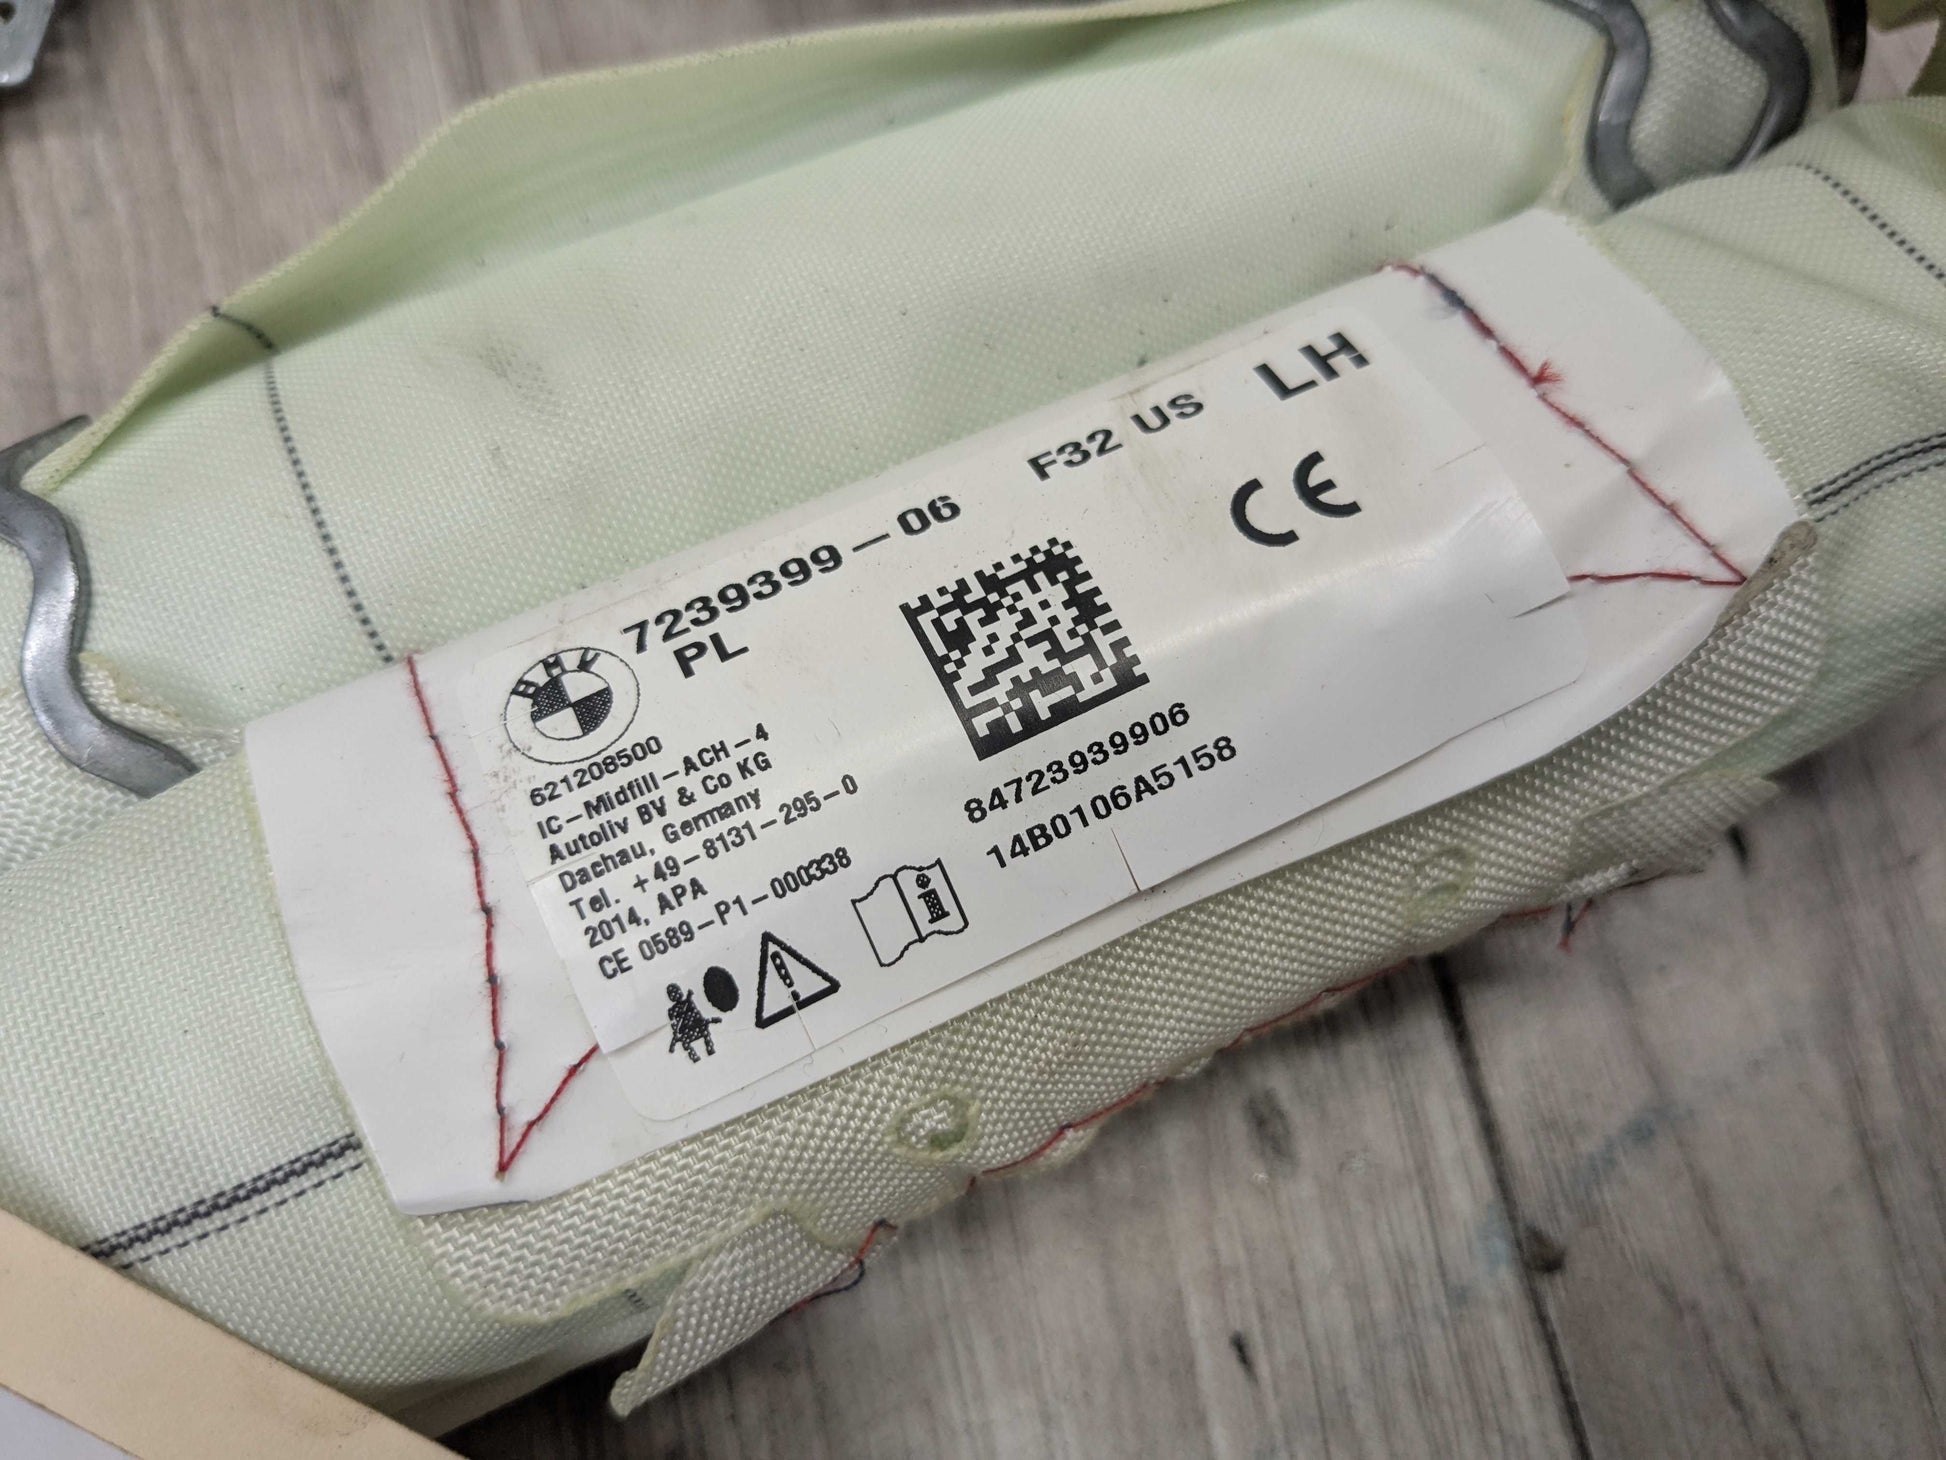 7239399-06 F32 US LH
PL
BMW
621208500
IC-Midfill-ACH-4
Autoliv BV & Co KG
Dachau, Germany
Tel. +49-8131-295-0
2014, APA
CE 0589-P1-000338
CE
84723939906
14B0106A5158
i